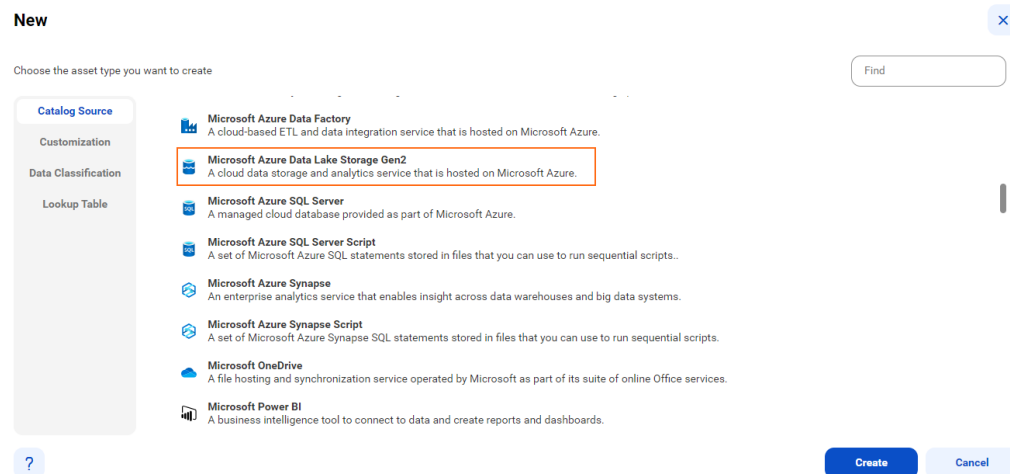 New
Choose the asset type you want to create
Find
Catalog Source
Customization
Data Classification
Lookup Table
Microsoft Azure Data Factory
A cloud-based ETL and data integration service that is hosted on Microsoft Azure.
Microsoft Azure Data Lake Storage Gen2
A cloud data storage and analytics service that is hosted on Microsoft Azure.
SQL
Microsoft Azure SQL Server
A managed cloud database provided as part of Microsoft Azure.
SQL
Microsoft Azure SQL Server Script
A set of Microsoft Azure SQL statements stored in files that you can use to run sequential scripts..
Microsoft Azure Synapse
An enterprise analytics service that enables insight across data warehouses and big data systems.
Microsoft Azure Synapse Script
A set of Microsoft Azure Synapse SQL statements stored in files that you can use to run sequential scripts.
Microsoft OneDrive
A file hosting and synchronization service operated by Microsoft as part of its suite of online Office services.
Microsoft Power BI
A business intelligence tool to connect to data and create reports and dashboards.
?
Create
Cancel